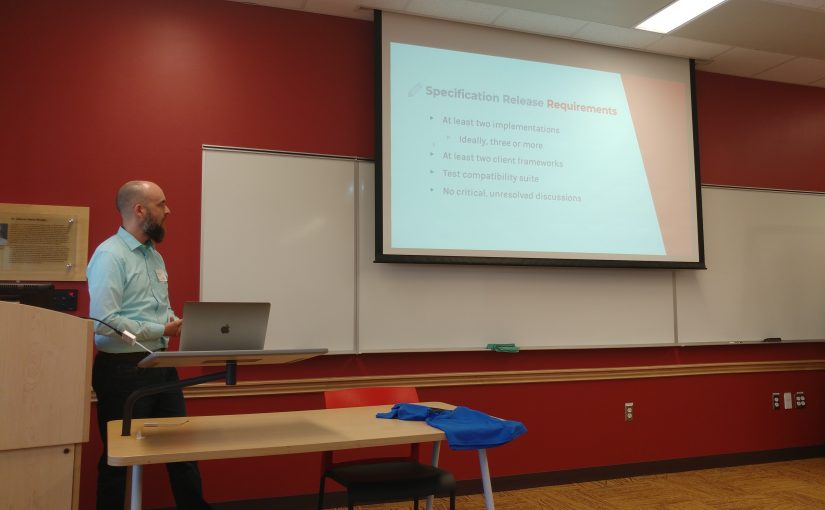 Specification Release Requirements
At least two implementations
Ideally, three or more
At least two client frameworks
Test compatibility suite
No critical, unresolved discussions